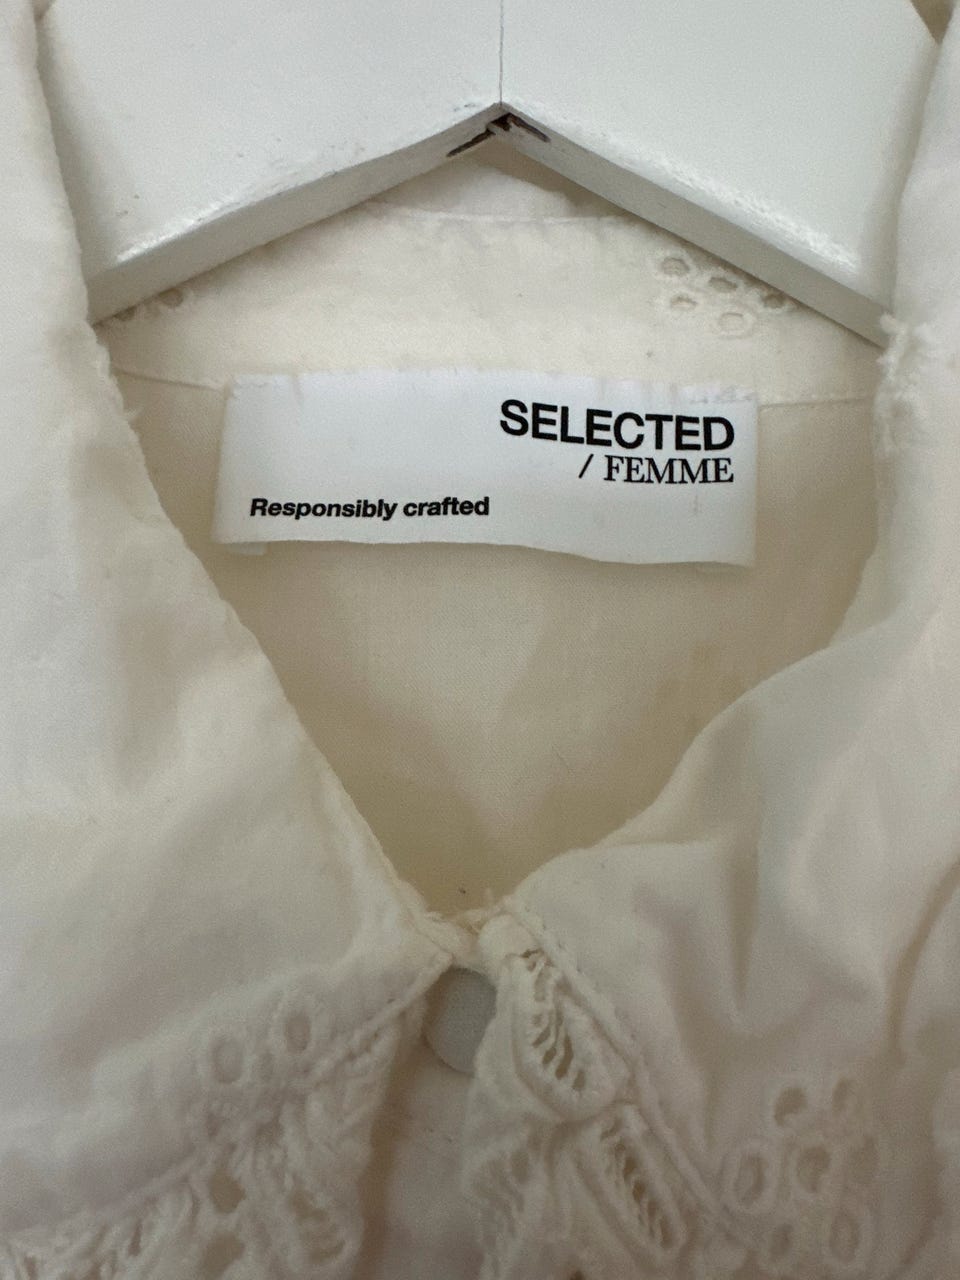 SELECTED
/ FEMME
Responsibly crafted